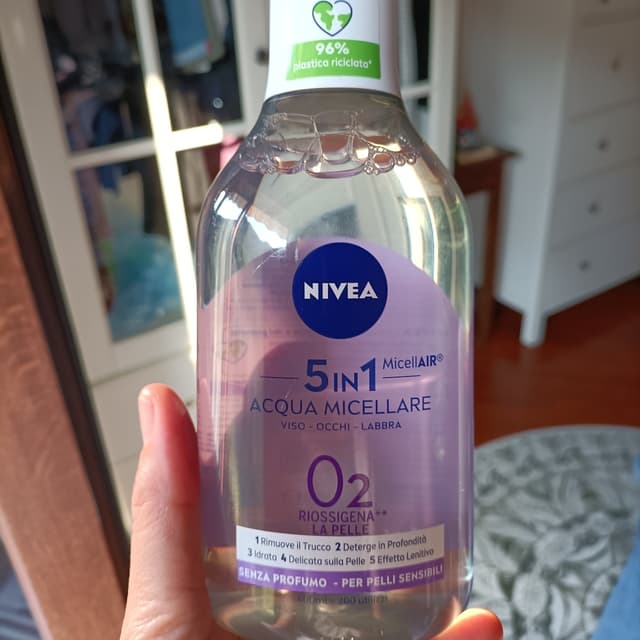 96%
plastica riciclata*
NIVEA
5IN1 MicellAIR®
ACQUA MICELLARE
VISO - OCCHI - LABBRA
O2
RIOSSIGENA**
LA PELLE
1 Rimuove il Trucco 2 Deterge in Profondità
3 Idrata 4 Delicata sulla Pelle 5 Effetto Lenitivo
SENZA PROFUMO - PER PELLI SENSIBILI